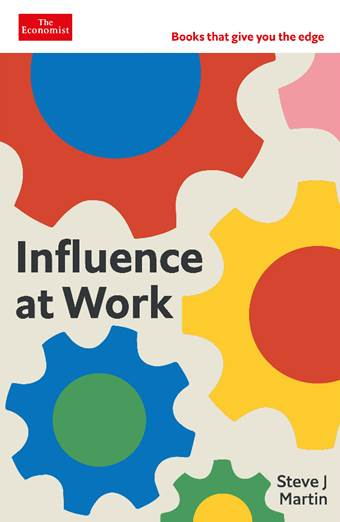 The
Economist
Books that give you the edge
Influence
at Work
Steve J
Martin